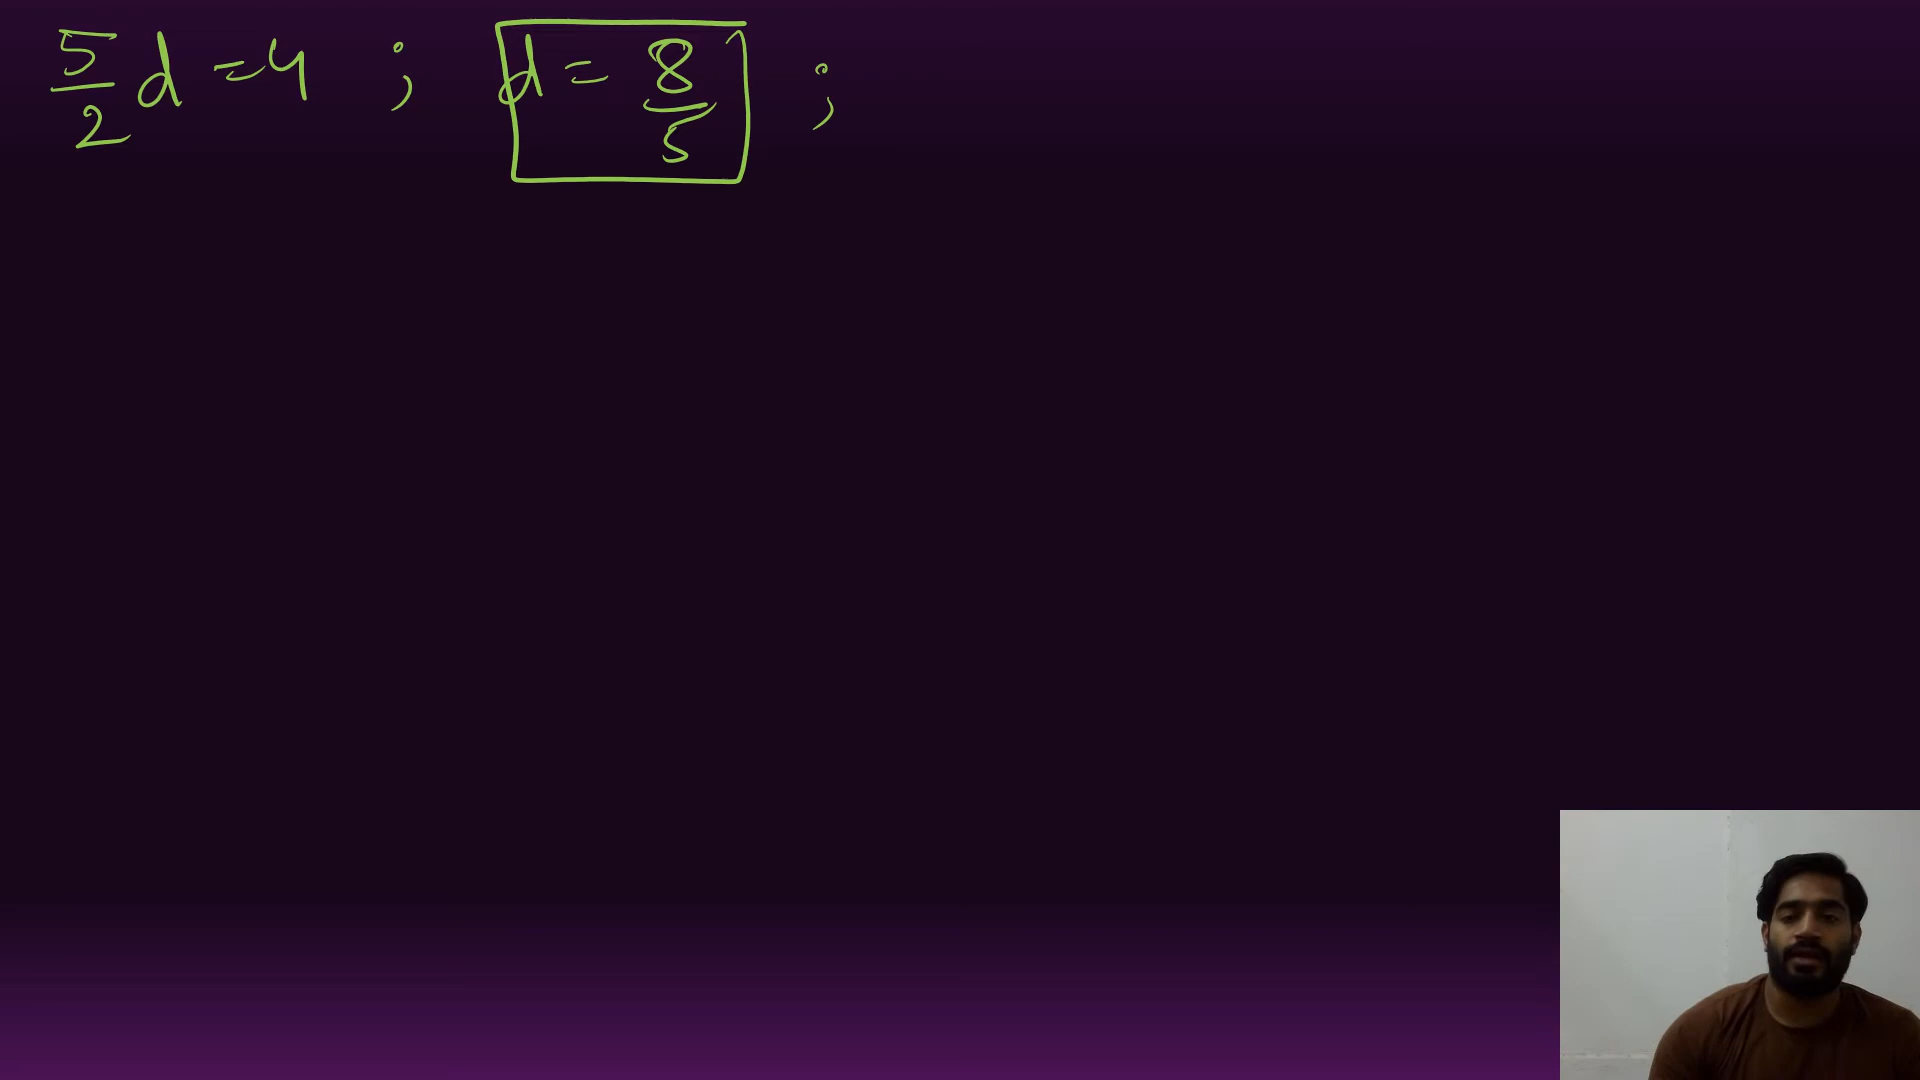 5/2 d = 4 ; d = 8/5 ;